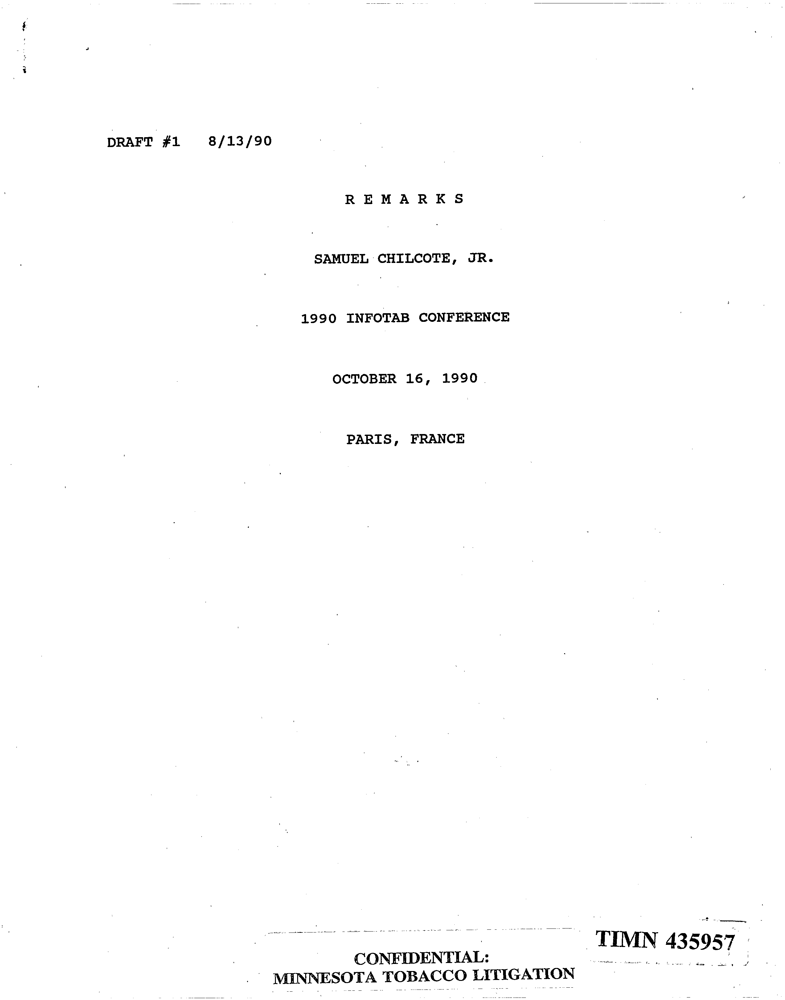 DRAFT #1 8/13/90
R E M A R K S
SAMUEL CHILCOTE, JR.
1990 INFOTAB CONFERENCE
OCTOBER 16, 1990
PARIS, FRANCE
TIMN 435957
CONFIDENTIAL:
MINNESOTA TOBACCO LITIGATION